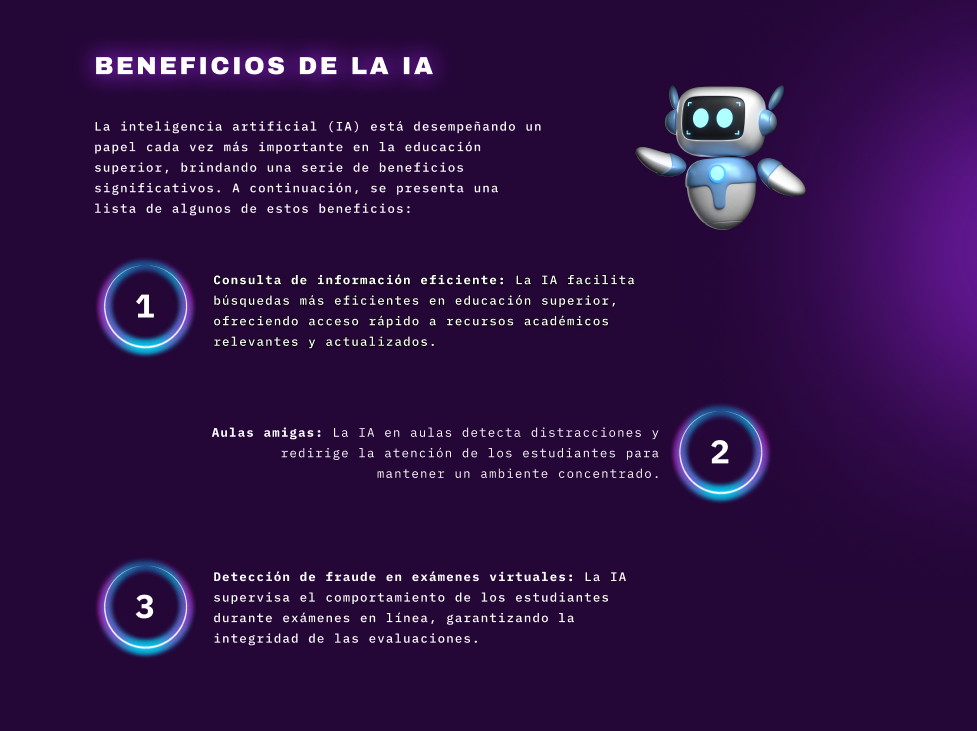 BENEFICIOS DE LA IA
La inteligencia artificial (IA) está desempeñando un
papel cada vez más importante en la educación
superior, brindando una serie de beneficios
significativos. A continuación, se presenta una
lista de algunos de estos beneficios:
1
Consulta de información eficiente: La IA facilita
búsquedas más eficientes en educación superior,
ofreciendo acceso rápido a recursos académicos
relevantes y actualizados.
Aulas amigas: La IA en aulas detecta distracciones y
redirige la atención de los estudiantes para
mantener un ambiente concentrado.
2
3
Detección de fraude en exámenes virtuales: La IA
supervisa el comportamiento de los estudiantes
durante exámenes en línea, garantizando la
integridad de las evaluaciones.